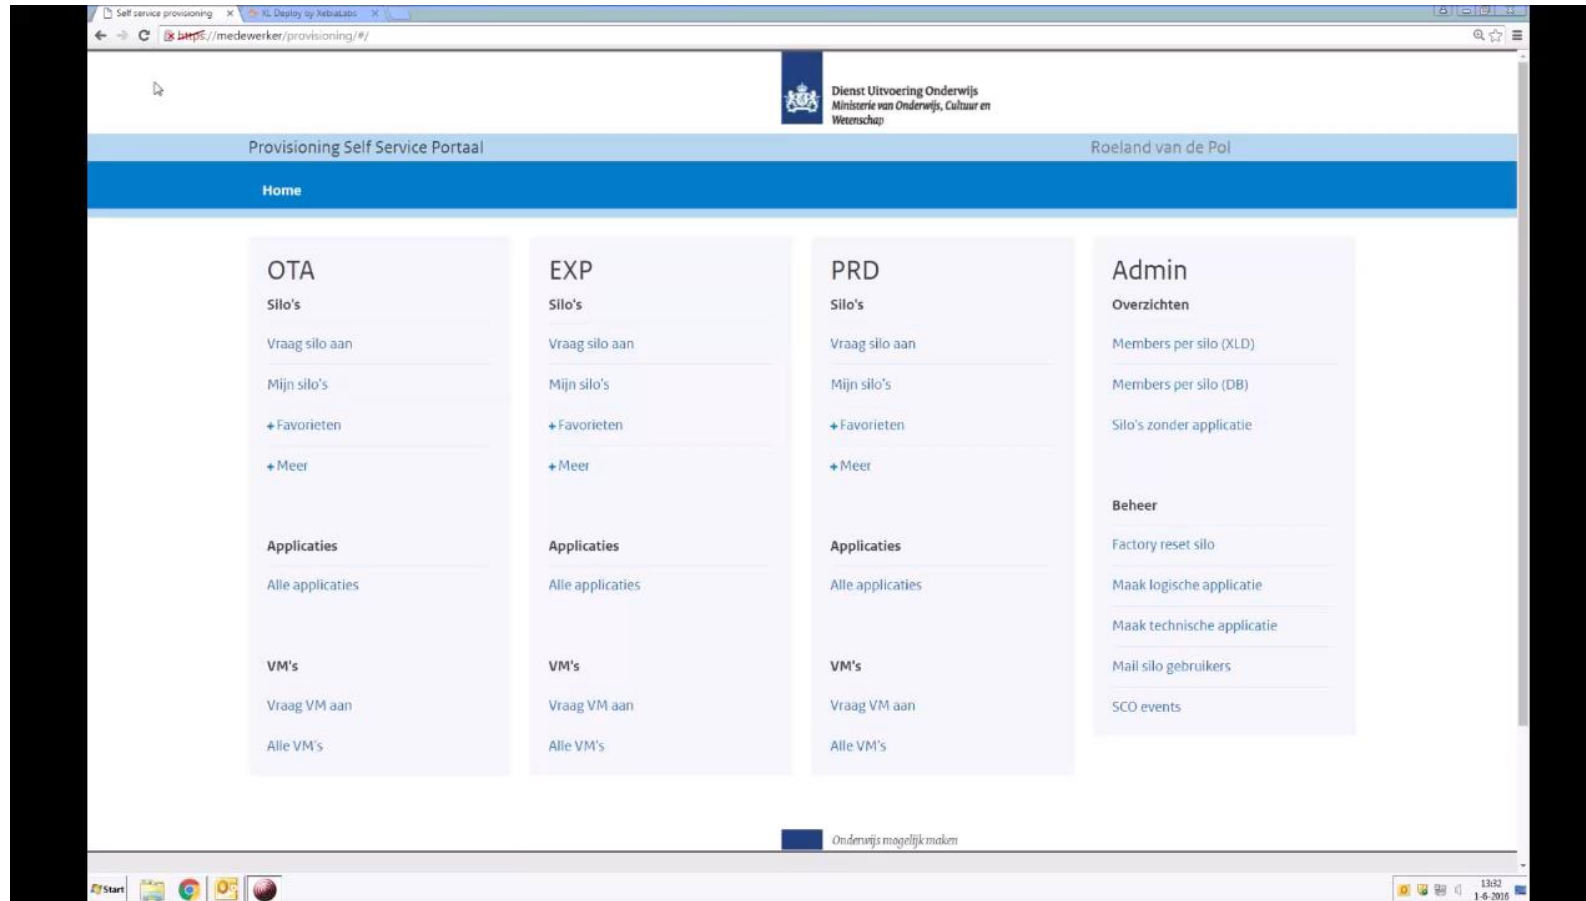 Self service provisioning
XL Deploy by XebiaLabs
https://medewerker/provisioning/#/
Dienst Uitvoering Onderwijs
Ministerie van Onderwijs, Cultuur en
Wetenschap
Provisioning Self Service Portaal
Roeland van de Pol
Home
OTA
Silo's
Vraag silo aan
Mijn silo's
+Favorieten
+Meer
Applicaties
Alle applicaties
VM's
Vraag VM aan
Alle VM's
EXP
Silo's
Vraag silo aan
Mijn silo's
+Favorieten
+Meer
Applicaties
Alle applicaties
VM's
Vraag VM aan
Alle VM's
PRD
Silo's
Vraag silo aan
Mijn silo's
+Favorieten
+Meer
Applicaties
Alle applicaties
VM's
Vraag VM aan
Alle VM's
Admin
Overzichten
Members per silo (XLD)
Members per silo (DB)
Silo's zonder applicatie
Beheer
Factory reset silo
Maak logische applicatie
Maak technische applicatie
Mail silo gebruikers
SCO events
Onderwijs mogelijk maken
Start
13:32
1-6-2016